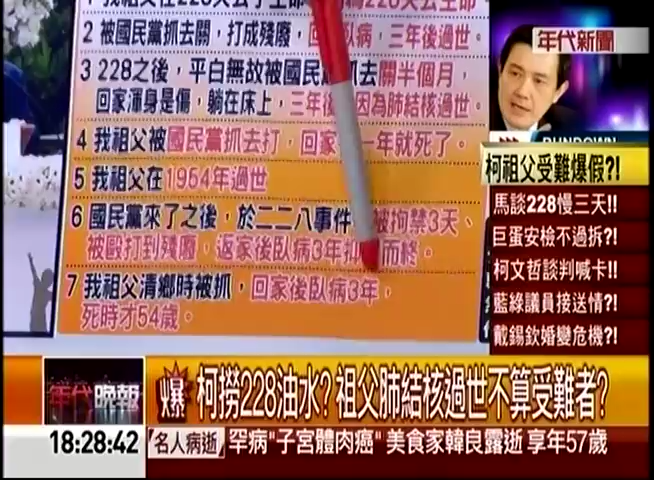 2 被國民黨抓去關，打成殘廢，回家臥病，三年後過世。
3 228之後，平白無故被國民黨抓去關半個月，
回家渾身是傷，躺在床上，三年後因為肺結核過世。
4 我祖父被國民黨抓去打，回家 一年就死了。
5 我祖父在1954年過世
6 國民黨來了之後，於二二八事件 被拘禁3天、
被毆打到殘廢，返家後臥病3年抑 而終。
7 我祖父清鄉時被抓，回家後臥病3年，
死時才54歲。
年代新聞
RUNDOWN
柯祖父受難爆假?!
馬談228慢三天!!
巨蛋安檢不過拆?!
柯文哲談判喊卡!!
藍綠議員接送情?!
戴錫欽婚變危機?!
年代晚報
爆 柯撈228油水? 祖父肺結核過世不算受難者?
18:28:42 名人病逝 罕病"子宮體肉癌" 美食家韓良露逝 享年57歲